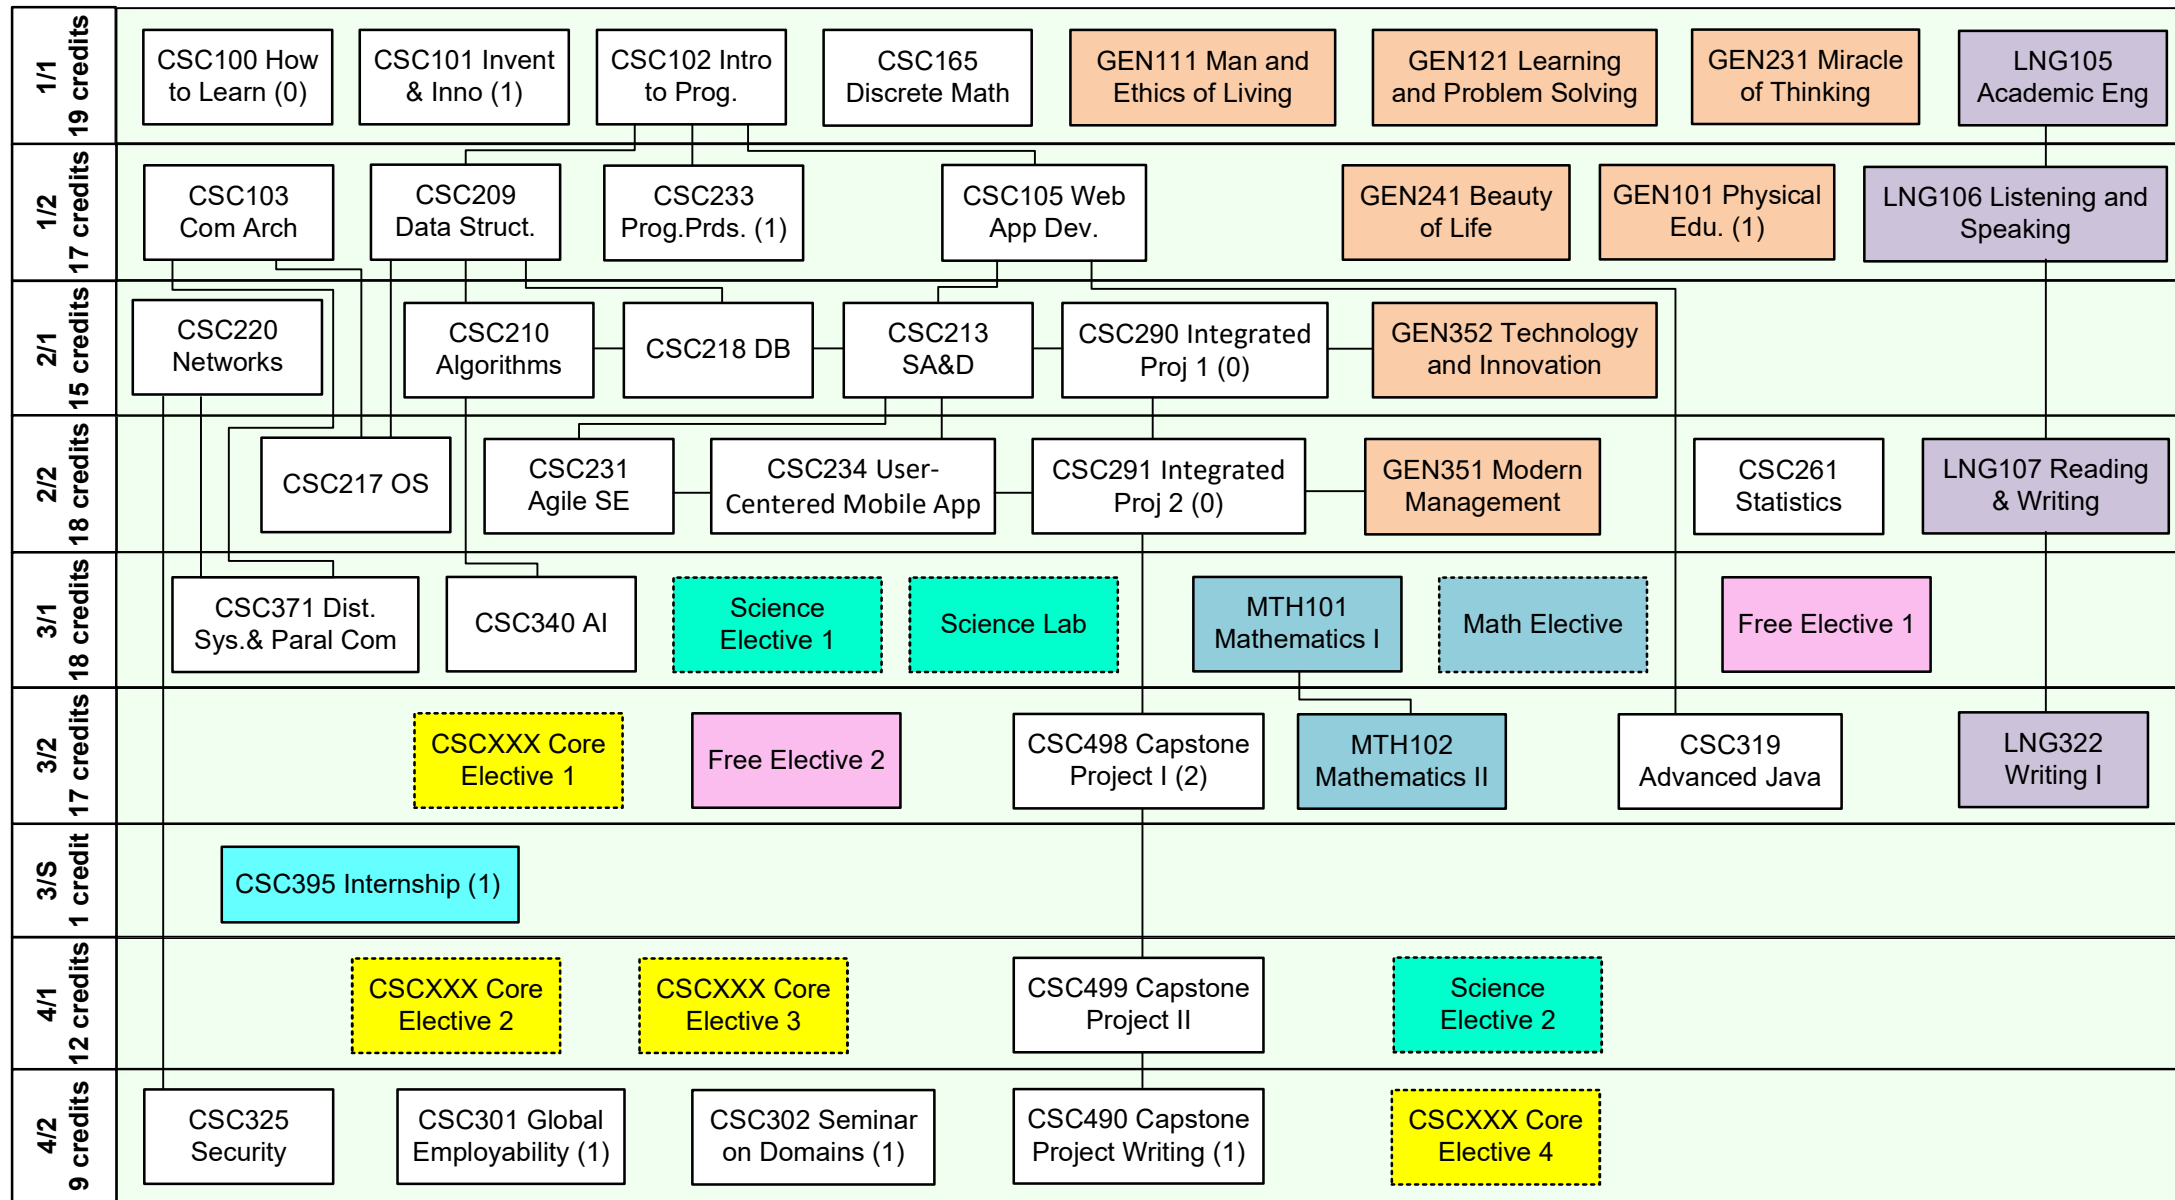 1/1
19 credits
CSC100 How
to Learn (0)
CSC101 Invent
& Inno (1)
CSC102 Intro
to Prog.
CSC165
Discrete Math
GEN111 Man and
Ethics of Living
GEN121 Learning
and Problem Solving
GEN231 Miracle
of Thinking
LNG105
Academic Eng
1/2
17 credits
CSC103
Com Arch
CSC209
Data Struct.
CSC233
Prog.Prds. (1)
CSC105 Web
App Dev.
GEN241 Beauty
of Life
GEN101 Physical
Edu. (1)
LNG106 Listening and
Speaking
2/1
15 credits
CSC220
Networks
CSC210
Algorithms
CSC218 DB
CSC213
SA&D
CSC290 Integrated
Proj 1 (0)
GEN352 Technology
and Innovation
2/2
18 credits
CSC217 OS
CSC231
Agile SE
CSC234 User-
Centered Mobile App
CSC291 Integrated
Proj 2 (0)
GEN351 Modern
Management
CSC261
Statistics
LNG107 Reading
& Writing
3/1
18 credits
CSC371 Dist.
Sys.& Paral Com
CSC340 AI
Science
Elective 1
Science Lab
MTH101
Mathematics I
Math Elective
Free Elective 1
3/2
17 credits
CSCXXX Core
Elective 1
Free Elective 2
CSC498 Capstone
Project I (2)
MTH102
Mathematics II
CSC319
Advanced Java
LNG322
Writing I
3/S
1 credit
CSC395 Internship (1)
4/1
12 credits
CSCXXX Core
Elective 2
CSCXXX Core
Elective 3
CSC499 Capstone
Project II
Science
Elective 2
4/2
9 credits
CSC325
Security
CSC301 Global
Employability (1)
CSC302 Seminar
on Domains (1)
CSC490 Capstone
Project Writing (1)
CSCXXX Core
Elective 4